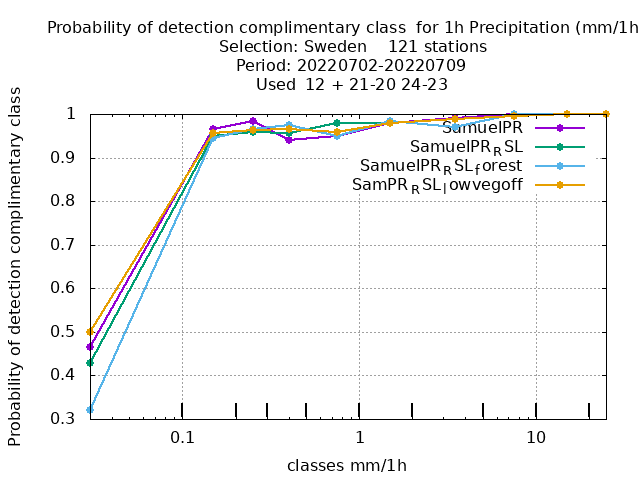 Probability of detection complimentary class  for 1h Precipitation (mm/1h
Selection: Sweden    121 stations
Period: 20220702-20220709
Used  12 + 21-20 24-23
Probability of detection complimentary class
1
0.9
0.8
0.7
0.6
0.5
0.4
0.3
SamuelPR
SamuelPR_RSL
SamuelPR_RSL_forest
SamPR_RSL_lowvegoff
0.1
1
10
classes mm/1h